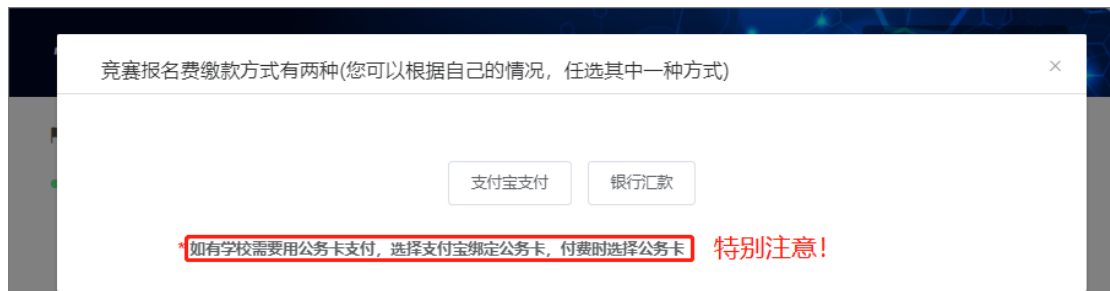 竞赛报名费缴款方式有两种(您可以根据自己的情况，任选其中一种方式)
支付宝支付 银行汇款
*如有学校需要用公务卡支付，选择支付宝绑定公务卡，付费时选择公务卡 特别注意！